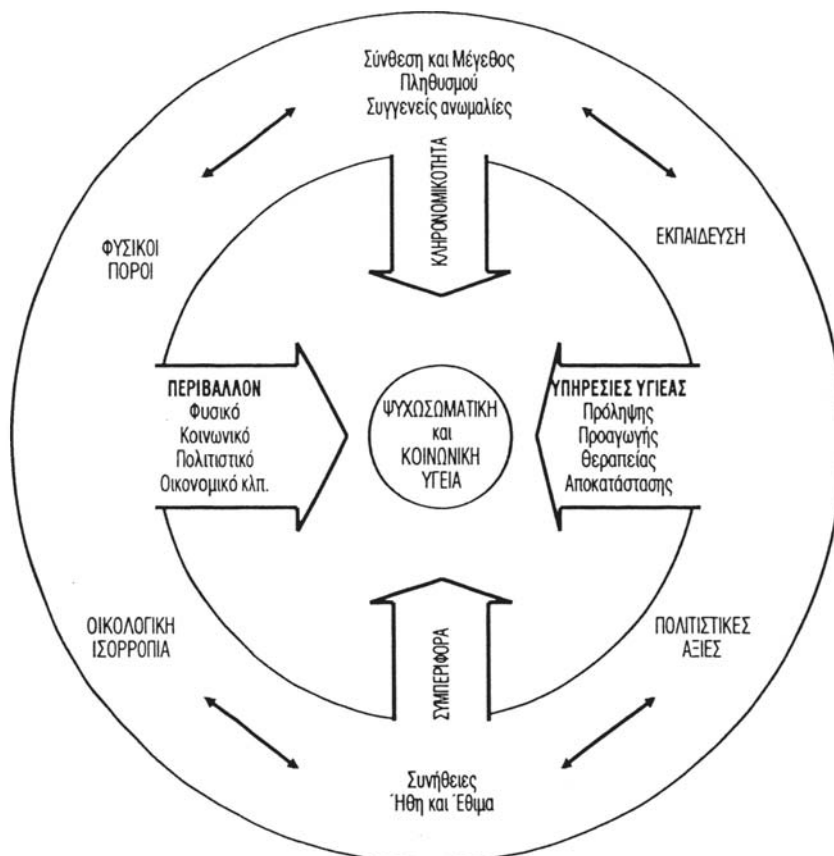 Σύνθεση και Μέγεθος
Πληθυσμού
Συγγενείς ανωμαλίες
ΚΛΗΡΟΝΟΜΙΚΟΤΗΤΑ
ΦΥΣΙΚΟΙ
ΠΟΡΟΙ
ΕΚΠΑΙΔΕΥΣΗ
ΠΕΡΙΒΑΛΛΟΝ
Φυσικό
Κοινωνικό
Πολιτιστικό
Οικονομικό κλπ.
ΨΥΧΟΣΩΜΑΤΙΚΗ
και
ΚΟΙΝΩΝΙΚΗ
ΥΓΕΙΑ
ΥΠΗΡΕΣΙΕΣ ΥΓΙΕΑΣ
Πρόληψης
Προαγωγής
Θεραπείας
Αποκατάστασης
ΟΙΚΟΛΟΓΙΚΗ
ΙΣΟΡΡΟΠΙΑ
ΣΥΜΠΕΡΙΦΟΡΑ
ΠΟΛΙΤΙΣΤΙΚΕΣ
ΑΞΙΕΣ
Συνήθειες
Ήθη και Έθιμα